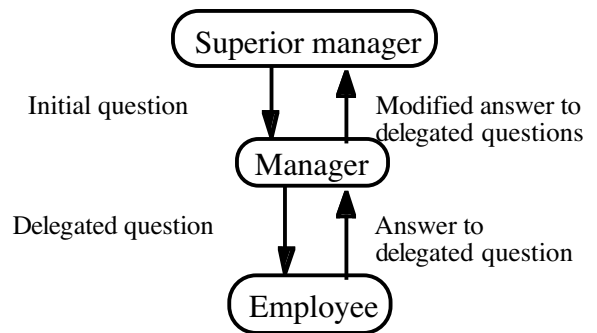 Superior manager
Initial question
Modified answer to
delegated questions
Manager
Delegated question
Answer to
delegated question
Employee